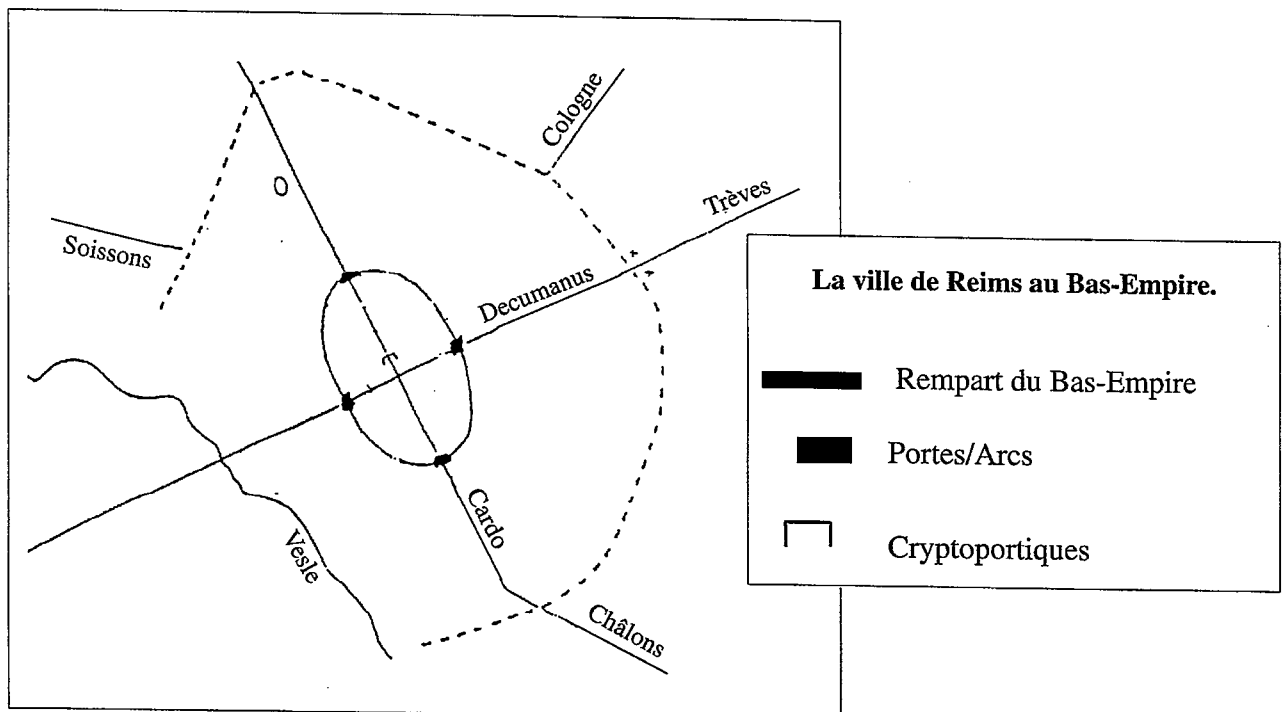 Cologne
Trèves
Soissons
Decumanus
Cardo
Vesle
Châlons
La ville de Reims au Bas-Empire.
Rempart du Bas-Empire
Portes/Arcs
Cryptoportiques